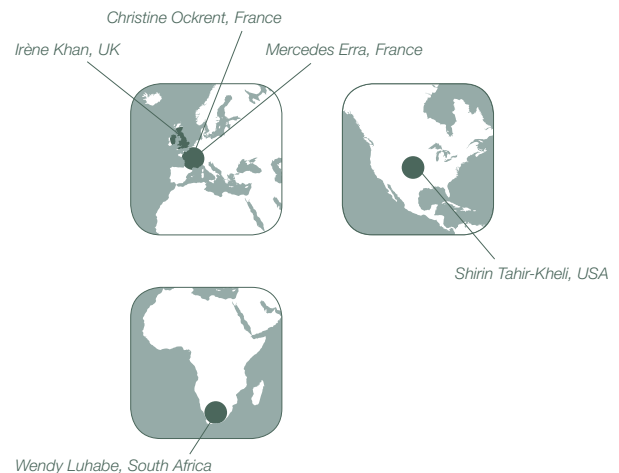 Christine Ockrent, France
Irène Khan, UK
Mercedes Erra, France
Shirin Tahir-Kheli, USA
Wendy Luhabe, South Africa